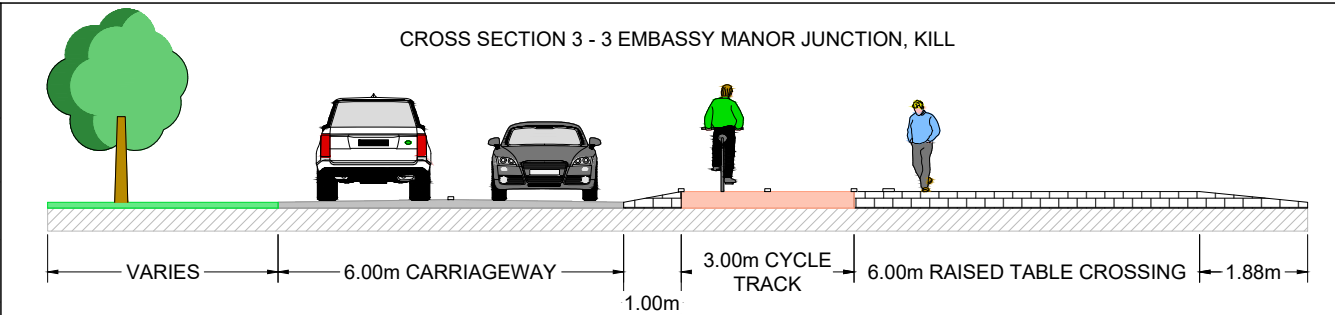 CROSS SECTION 3 - 3 EMBASSY MANOR JUNCTION, KILL
VARIES
6.00m CARRIAGEWAY
1.00m
3.00m CYCLE
TRACK
6.00m RAISED TABLE CROSSING
1.88m